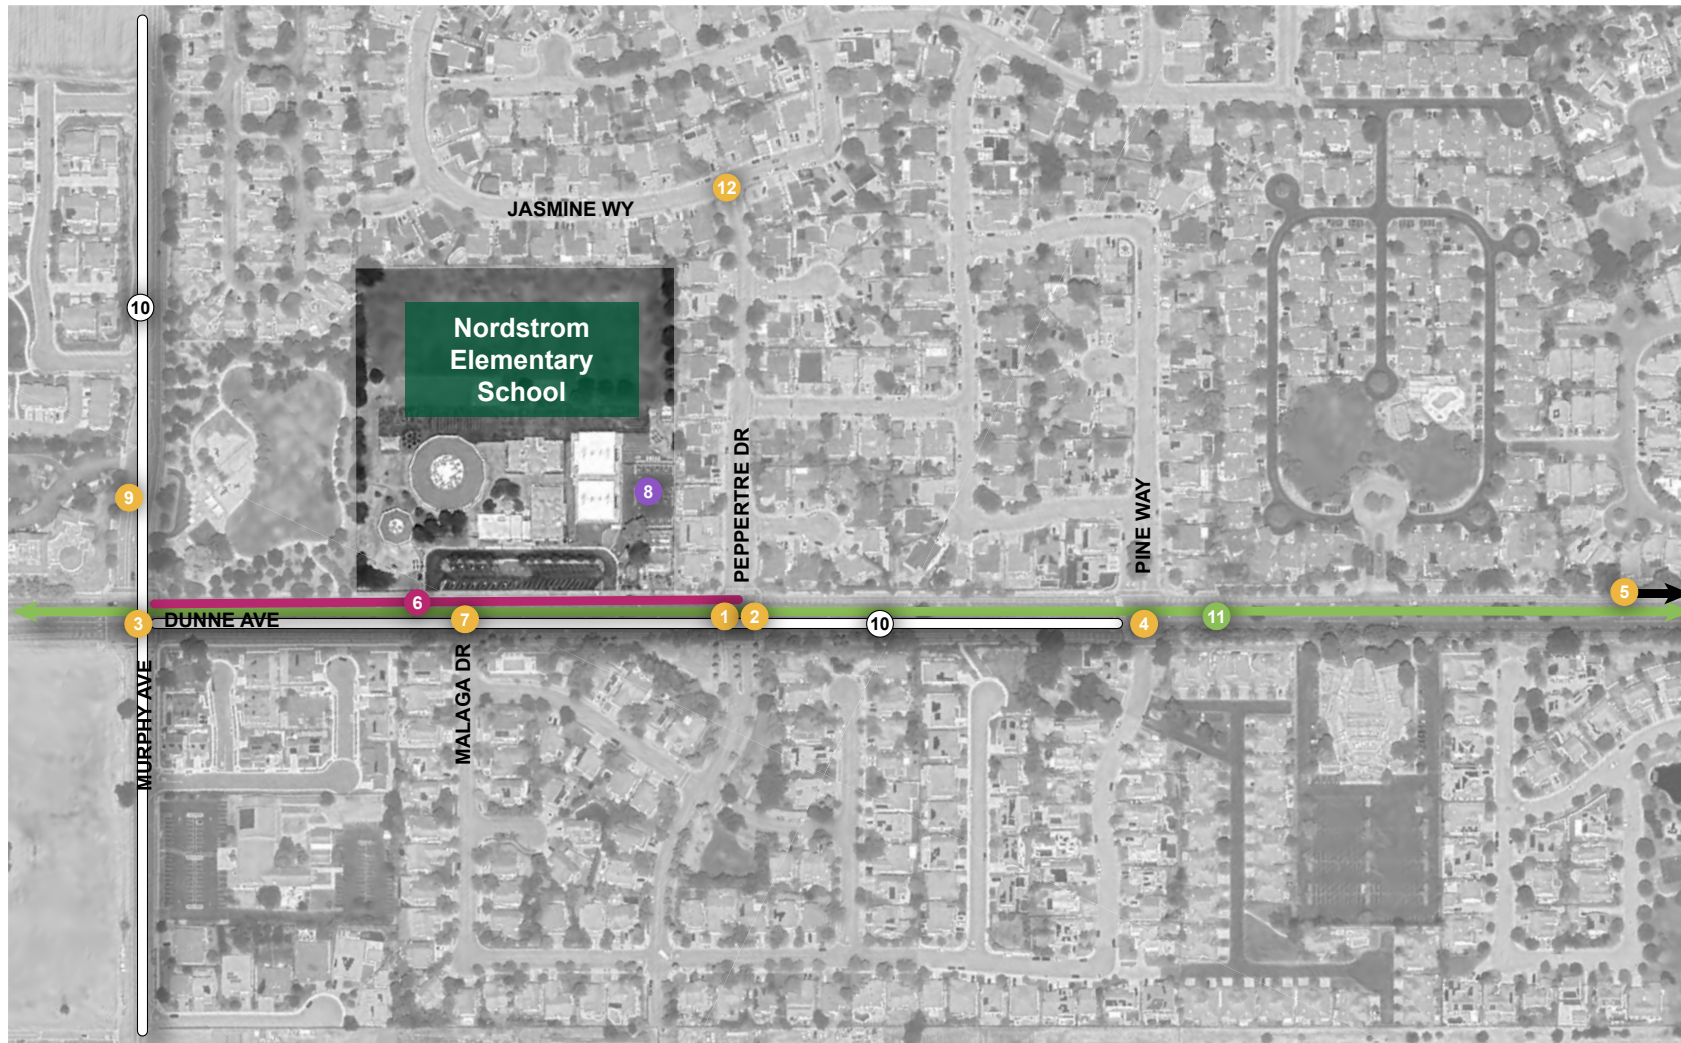 12
JASMINE WY
10
Nordstrom
Elementary
School
PEPPERTRE DR
PINE WAY
9
8
5
6
3
DUNNE AVE
7
1
2
10
4
11
MURPHY AVE
MALAGA DR